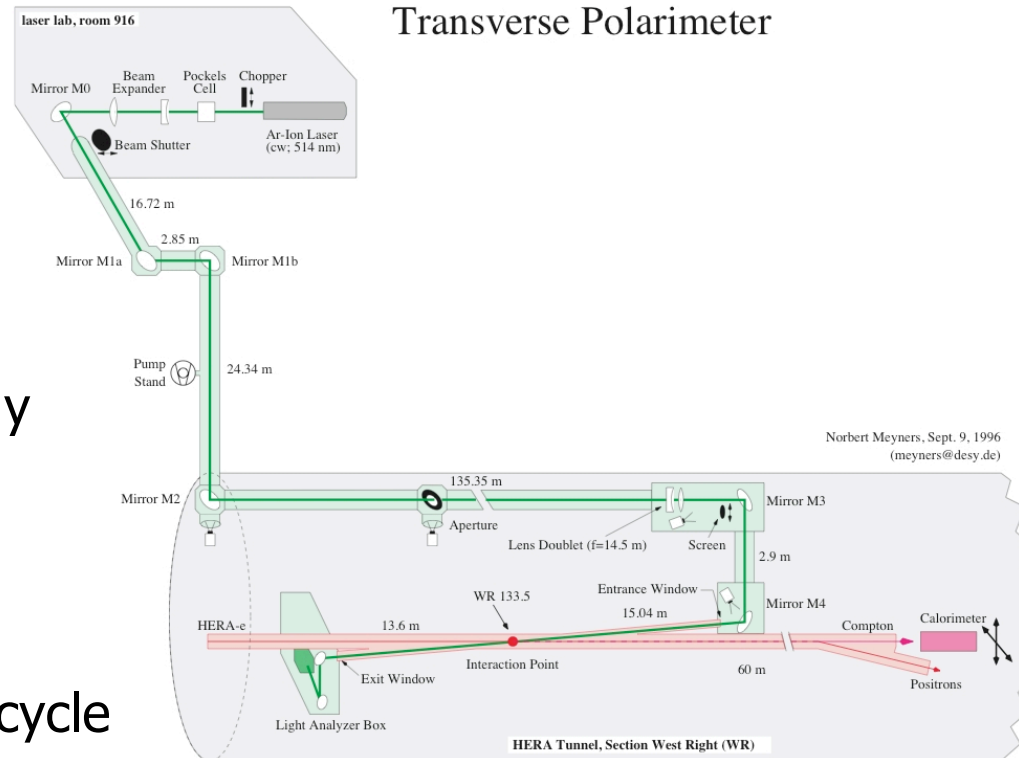 Transverse Polarimeter
laser lab, room 916
Mirror M0
Beam
Expander
Pockels
Cell
Chopper
Ar-Ion Laser
(cw; 514 nm)
Beam Shutter
16.72 m
2.85 m
Mirror M1a
Mirror M1b
Pump
Stand
24.34 m
y
Norbert Meyners, Sept. 9, 1996
(meyners@desy.de)
Mirror M2
135.35 m
Aperture
Lens Doublet (f=14.5 m)
Screen
Mirror M3
2.9 m
Entrance Window
Mirror M4
WR 133.5
15.04 m
HERA-e
13.6 m
Compton
Calorimeter
Interaction Point
60 m
Exit Window
Positrons
Light Analyzer Box
cycle
HERA Tunnel, Section West Right (WR)